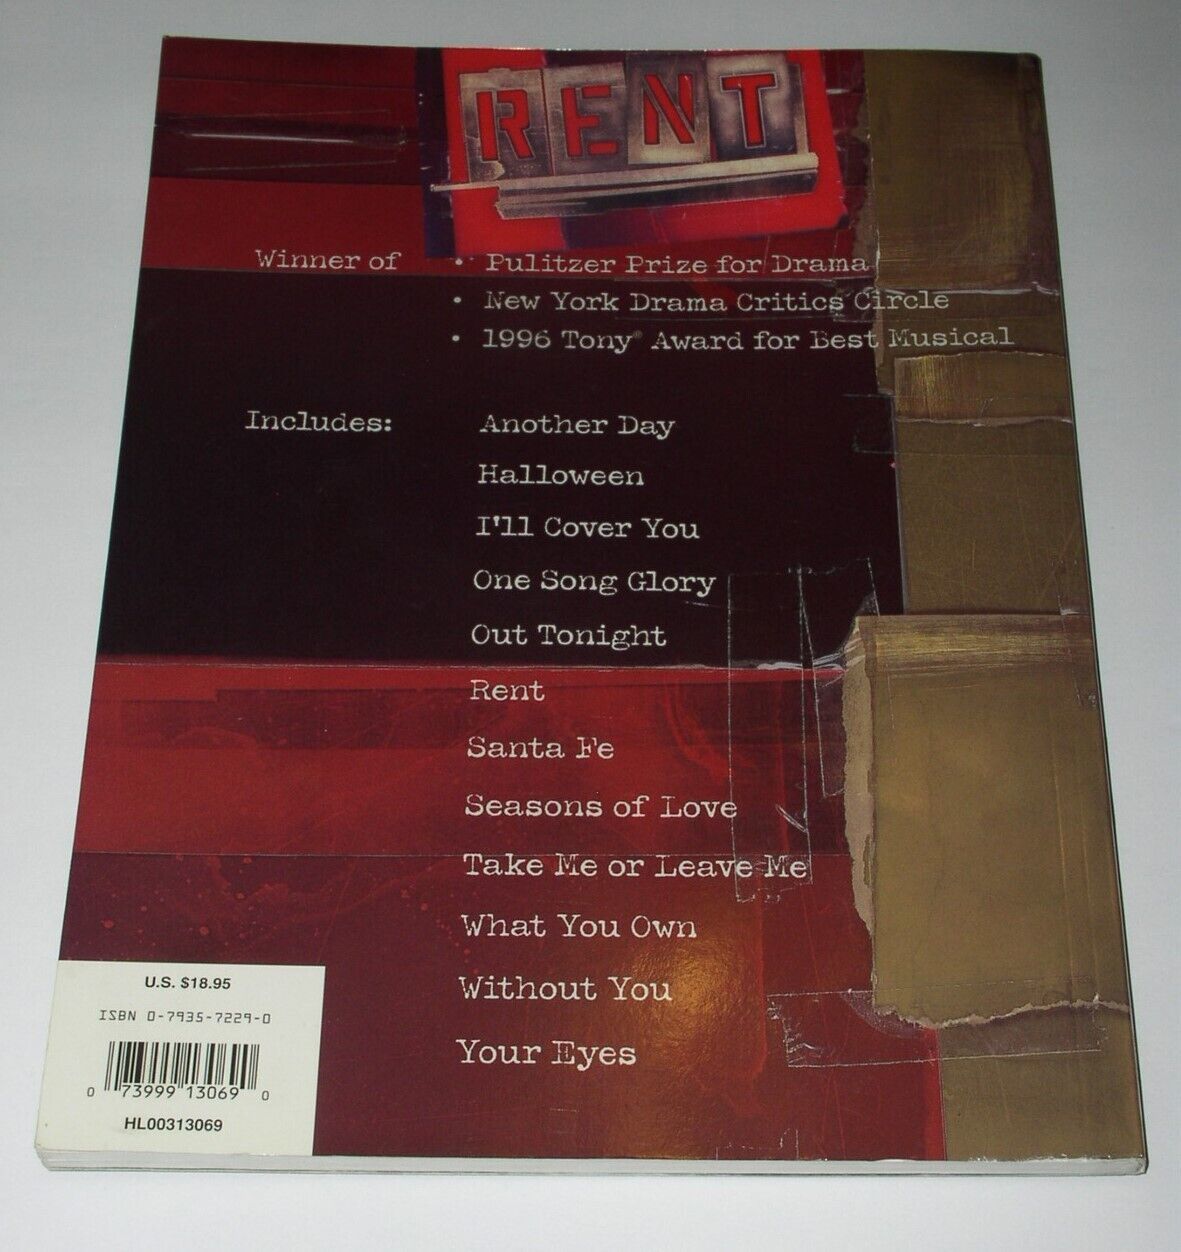 RENT
Winner of • Pulitzer Prize for Drama
• New York Drama Critics Circle
• 1996 Tony® Award for Best Musical
Includes: Another Day
Halloween
I'll Cover You
One Song Glory
Out Tonight
Rent
Santa Fe
Seasons of Love
Take Me or Leave Me
What You Own
Without You
Your Eyes
U.S. $18.95
ISBN 0-7935-7229-0
0 73999 13069 0
HL00313069